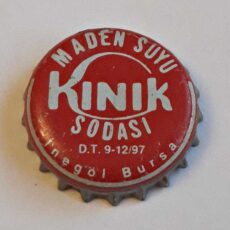 MADEN SUYU
KINIK
SODASI
D.T. 9-12/97
İnegöl Bursa